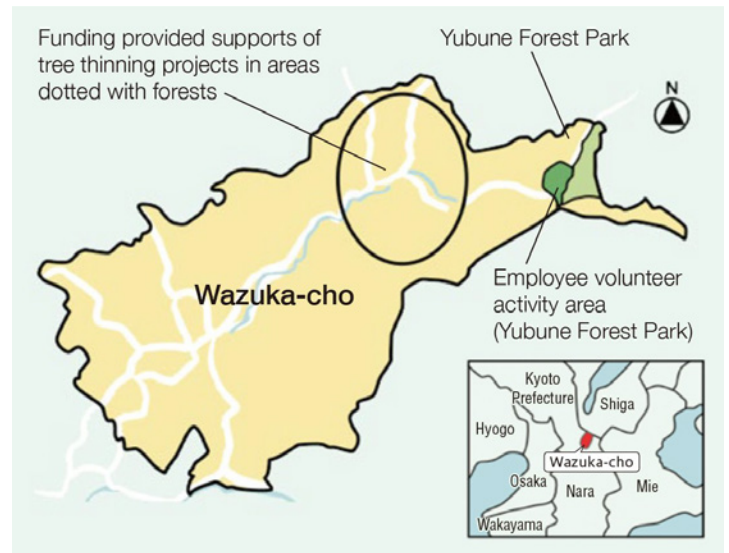 Funding provided supports of
tree thinning projects in areas
dotted with forests
Yubune Forest Park
N
Wazuka-cho
Employee volunteer
activity area
(Yubune Forest Park)
Kyoto
Prefecture
Shiga
Hyogo
Wazuka-cho
Osaka
Nara
Mie
Wakayama